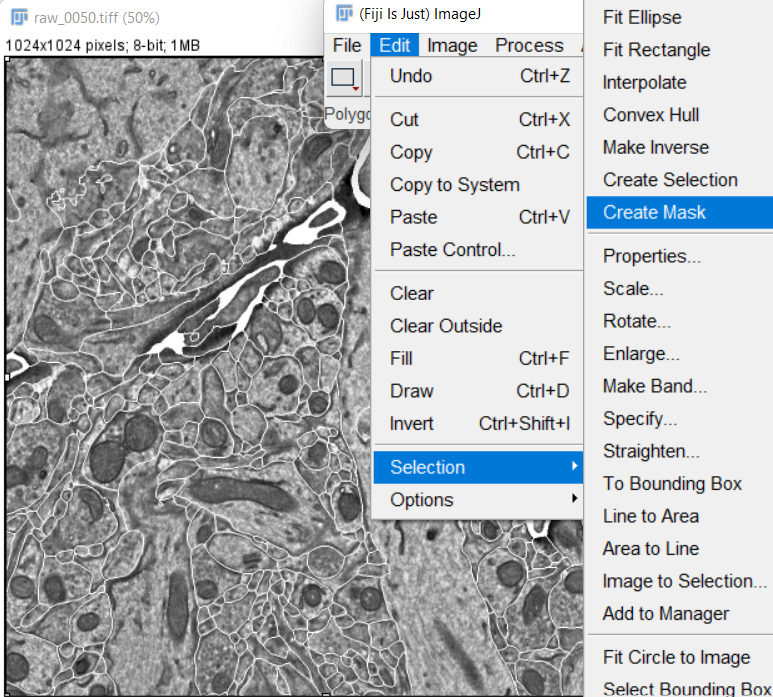 raw_0050.tiff (50%)
1024x1024 pixels; 8-bit; 1MB
(Fiji Is Just) ImageJ
File Edit Image Process
Polygo
Undo Ctrl+Z
Cut Ctrl+X
Copy Ctrl+C
Copy to System
Paste Ctrl+V
Paste Control...
Clear
Clear Outside
Fill Ctrl+F
Draw Ctrl+D
Invert Ctrl+Shift+I
Selection
Options
Fit Ellipse
Fit Rectangle
Interpolate
Convex Hull
Make Inverse
Create Selection
Create Mask
Properties...
Scale...
Rotate...
Enlarge...
Make Band...
Specify...
Straighten...
To Bounding Box
Line to Area
Area to Line
Image to Selection...
Add to Manager
Fit Circle to Image
Select Bounding Box